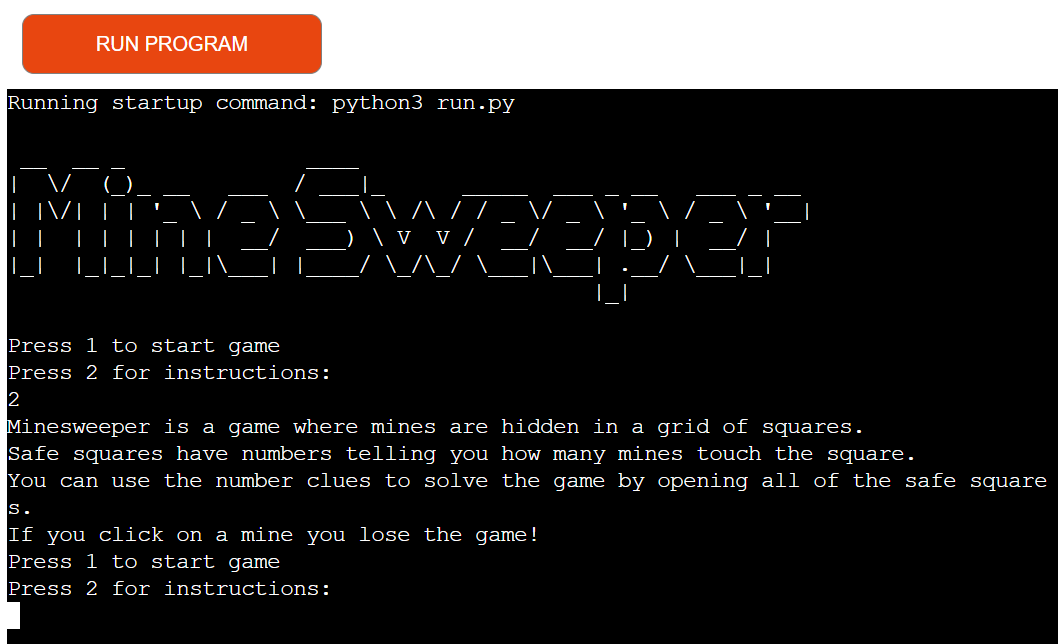 RUN PROGRAM
Running startup command: python3 run.py
MineSweeper
Press 1 to start game
Press 2 for instructions:
2
Minesweeper is a game where mines are hidden in a grid of squares.
Safe squares have numbers telling you how many mines touch the square.
You can use the number clues to solve the game by opening all of the safe square
s.
If you click on a mine you lose the game!
Press 1 to start game
Press 2 for instructions: